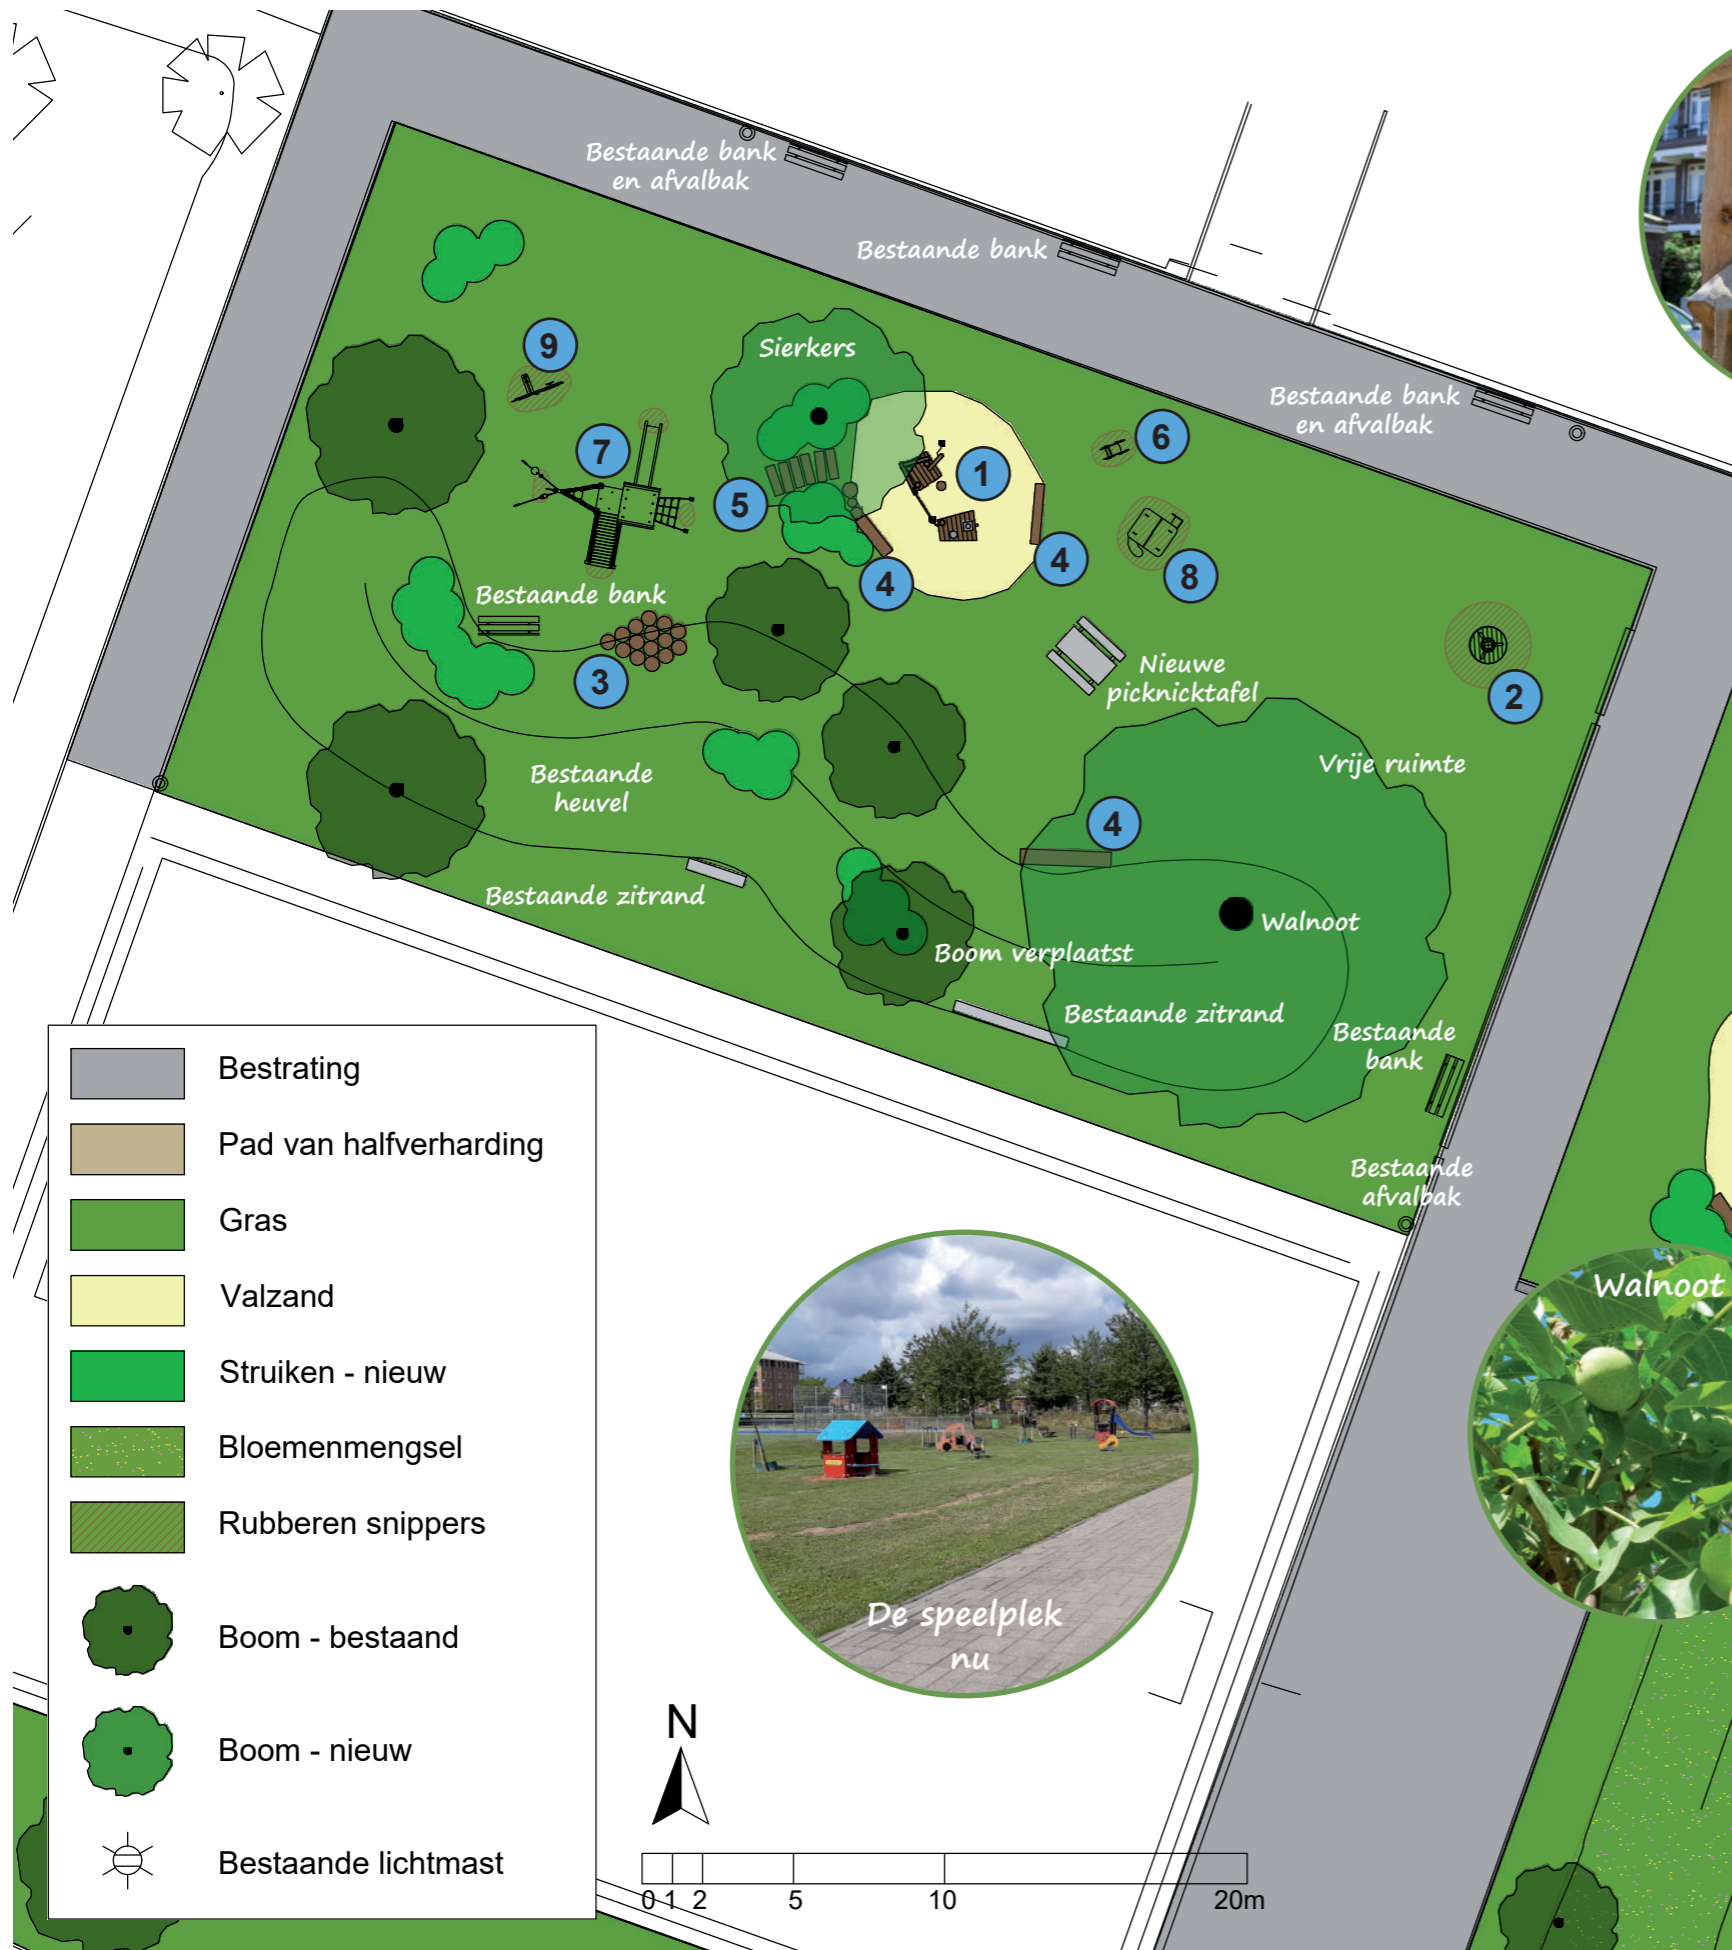 Bestaande bank
en afvalbak
Bestaande bank
Bestaande bank
en afvalbak
Sierkers
9
7
5
1
6
4
4
8
Bestaande bank
3
Nieuwe
picknicktafel
2
Vrije ruimte
Bestaande
heuvel
4
Bestaande zitrand
Walnoot
Boom verplaatst
Bestaande zitrand
Bestaande
bank
Bestaande
afvalbak
Bestrating
Pad van halfverharding
Gras
Valzand
Struiken - nieuw
Bloemenmengsel
Rubberen snippers
Boom - bestaand
Boom - nieuw
Bestaande lichtmast
De speelplek
nu
Walnoot
N
0 1 2 5 10 20m